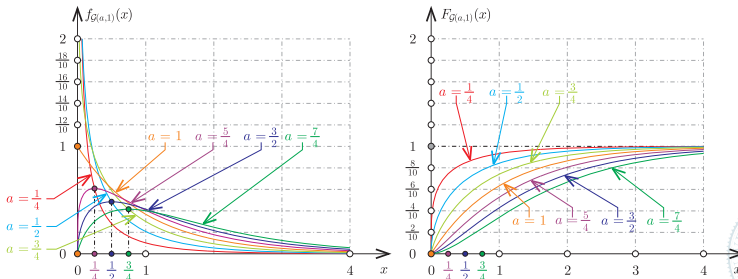 f_{𝒢(a,1)}(x)
2
18/10
16/10
14/10
12/10
1
0
a = 1
a = 5/4
a = 3/2
a = 7/4
a = 1/4
a = 1/2
a = 3/4
1/4 1/2 3/4 1 4 x
F_{𝒢(a,1)}(x)
2
1
8/10
6/10
4/10
2/10
0
a = 1/4
a = 1/2
a = 3/4
a = 1
a = 5/4
a = 3/2
a = 7/4
1/4 1/2 3/4 1 2 3 4